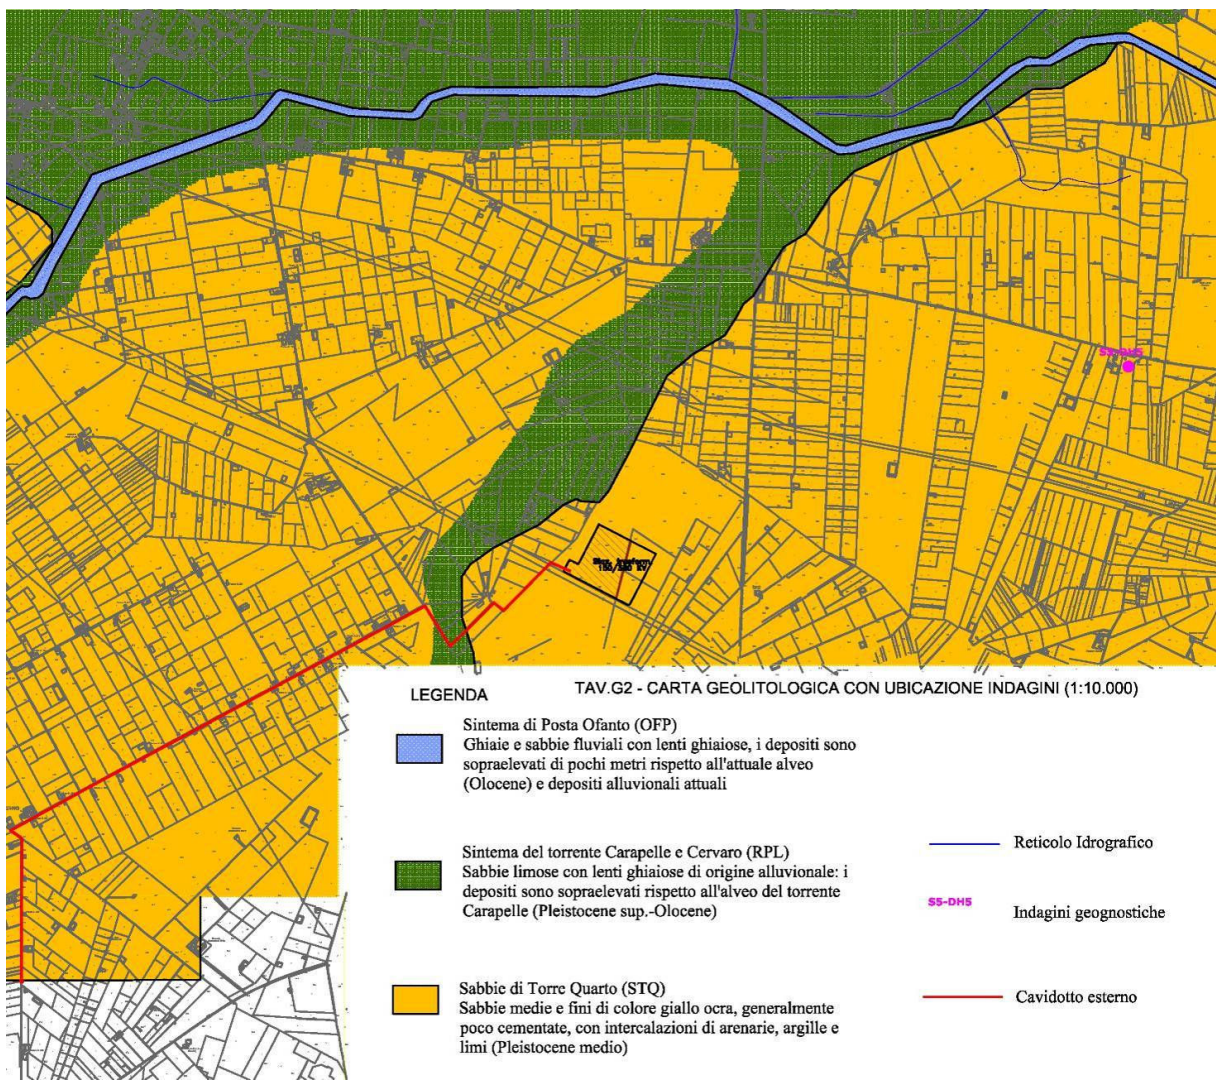 S5-DH5
150/380 KV
LEGENDA
TAV.G2 - CARTA GEOLITOLOGICA CON UBICAZIONE INDAGINI (1:10.000)
Sintema di Posta Ofanto (OFP)
Ghiaie e sabbie fluviali con lenti ghiaiose, i depositi sono
sopraelevati di pochi metri rispetto all'attuale alveo
(Olocene) e depositi alluvionali attuali
Sintema del torrente Carapelle e Cervaro (RPL)
Sabbie limose con lenti ghiaiose di origine alluvionale: i
depositi sono sopraelevati rispetto all'alveo del torrente
Carapelle (Pleistocene sup.-Olocene)
Sabbie di Torre Quarto (STQ)
Sabbie medie e fini di colore giallo ocra, generalmente
poco cementate, con intercalazioni di arenarie, argille e
limi (Pleistocene medio)
Reticolo Idrografico
S5-DH5
Indagini geognostiche
Cavidotto esterno